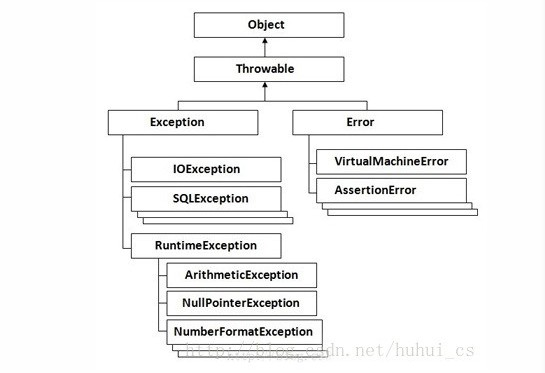 Object
Throwable
Exception
Error
IOException
VirtualMachineError
SQLException
AssertionError
RuntimeException
ArithmeticException
NullPointerException
NumberFormatException
http://blog.csdn.net/huhui_cs